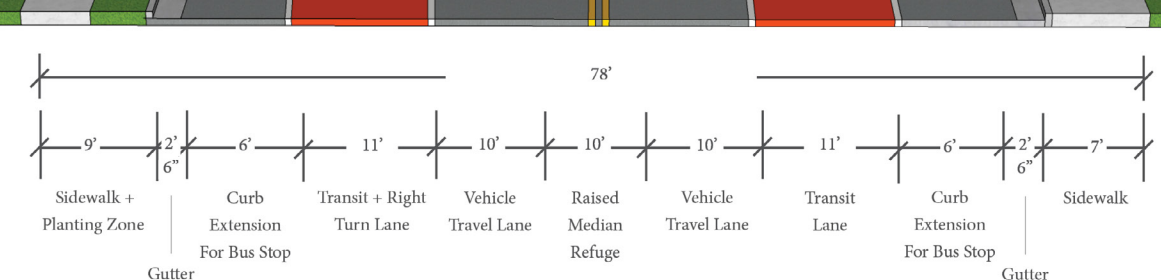 78’
9’ 2’ 6’ 11’ 10’ 10’ 10’ 11’ 6’ 2’ 7’
6” 6”
Sidewalk + Curb Transit + Right Vehicle Raised Vehicle Transit Curb Sidewalk
Planting Zone Extension Turn Lane Travel Lane Median Travel Lane Lane Extension
For Bus Stop Refuge For Bus Stop
Gutter Gutter